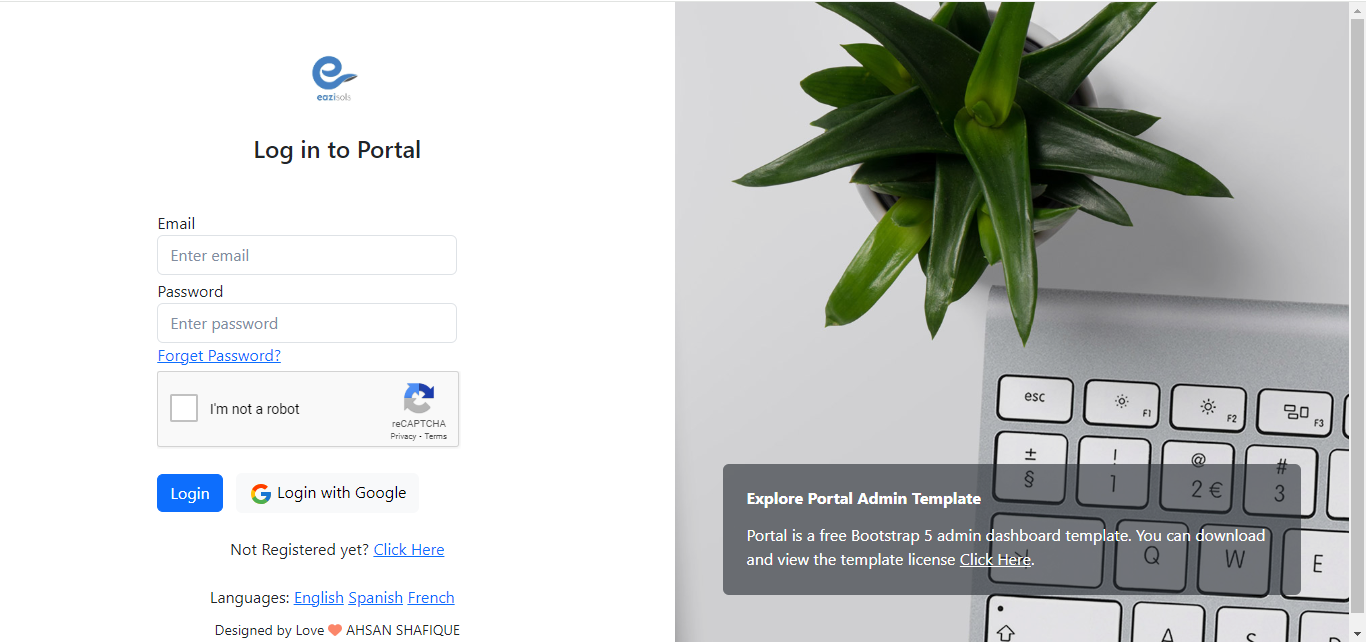 eazisols
Log in to Portal
Email
Enter email
Password
Enter password
Forget Password?
I'm not a robot
reCAPTCHA
Privacy - Terms
Login
Login with Google
Not Registered yet? Click Here
Languages: English Spanish French
Designed by Love ❤ AHSAN SHAFIQUE
esc
F1
F2
F3
± ! @ #
§ 1 2 € 3
Explore Portal Admin Template
Portal is a free Bootstrap 5 admin dashboard template. You can download
and view the template license Click Here.
Q W E
A S